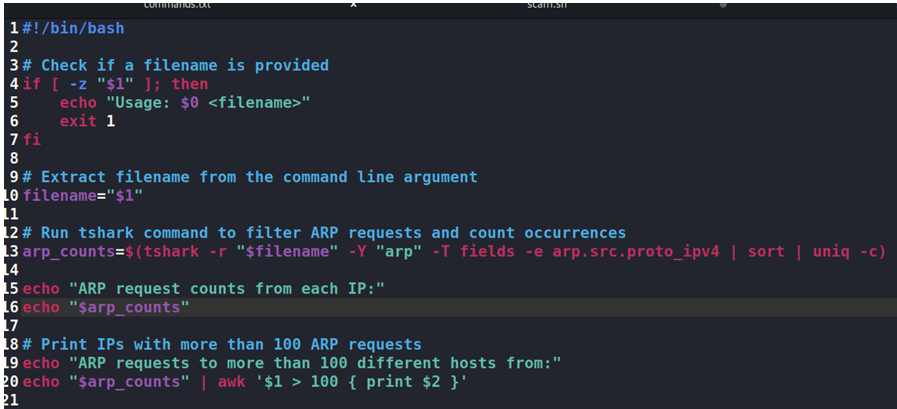 commands.txt ×
1 #!/bin/bash
2
3 # Check if a filename is provided
4 if [ -z "$1" ]; then
5     echo "Usage: $0 <filename>"
6     exit 1
7 fi
8
9 # Extract filename from the command line argument
10 filename="$1"
11
12 # Run tshark command to filter ARP requests and count occurrences
13 arp_counts=$(tshark -r "$filename" -Y "arp" -T fields -e arp.src.proto_ipv4 | sort | uniq -c)
14
15 echo "ARP request counts from each IP:"
16 echo "$arp_counts"
17
18 # Print IPs with more than 100 ARP requests
19 echo "ARP requests to more than 100 different hosts from:"
20 echo "$arp_counts" | awk '$1 > 100 { print $2 }'
21